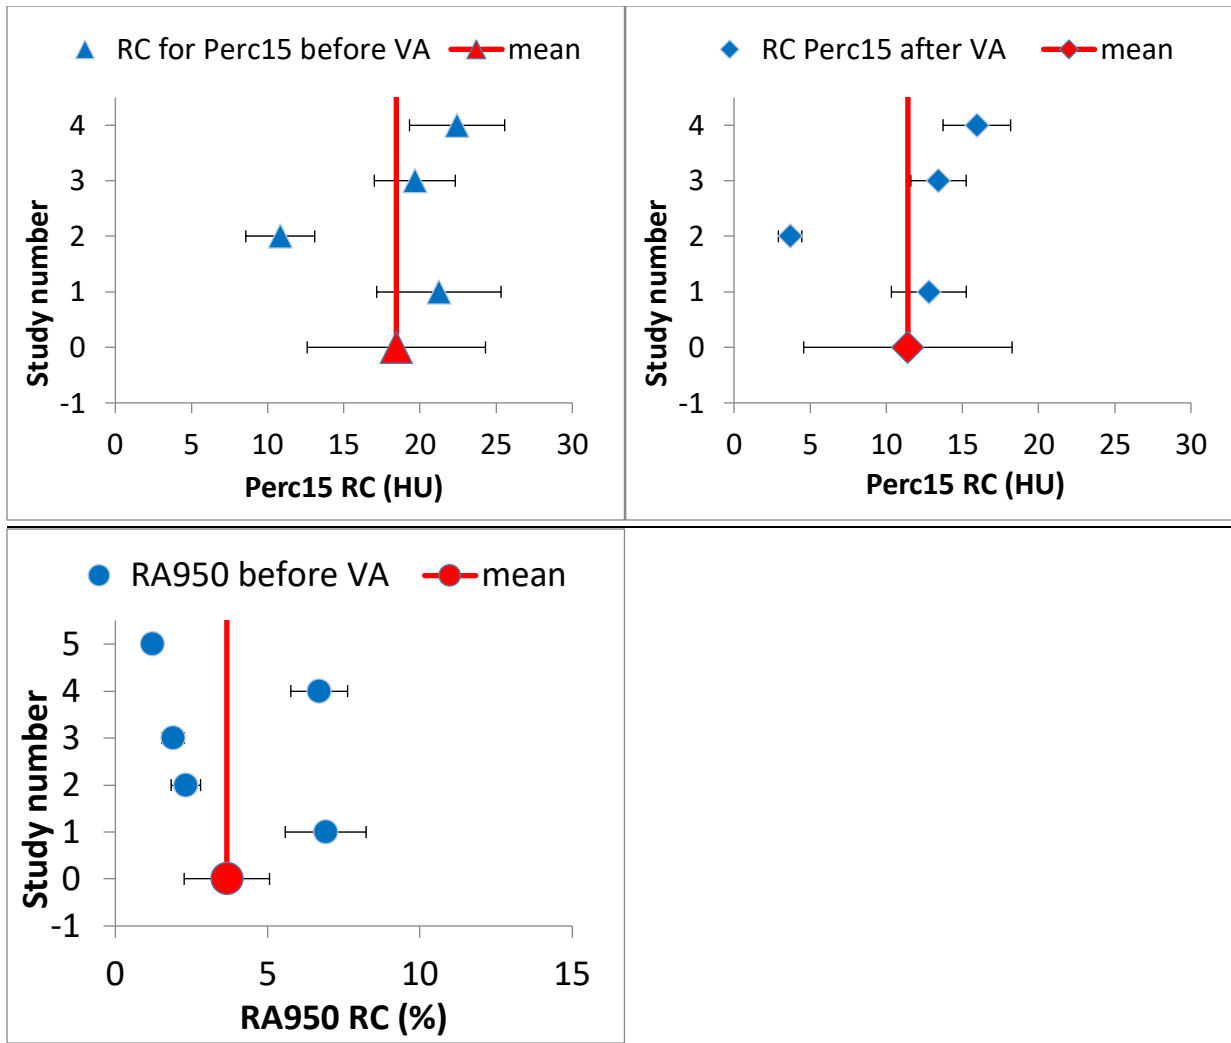 RC for Perc15 before VA mean
4
3
2
1
0
-1
Study number
0 5 10 15 20 25 30
Perc15 RC (HU)
RC Perc15 after VA mean
4
3
2
1
0
-1
Study number
0 5 10 15 20 25 30
Perc15 RC (HU)
RA950 before VA mean
5
4
3
2
1
0
-1
Study number
0 5 10 15
RA950 RC (%)